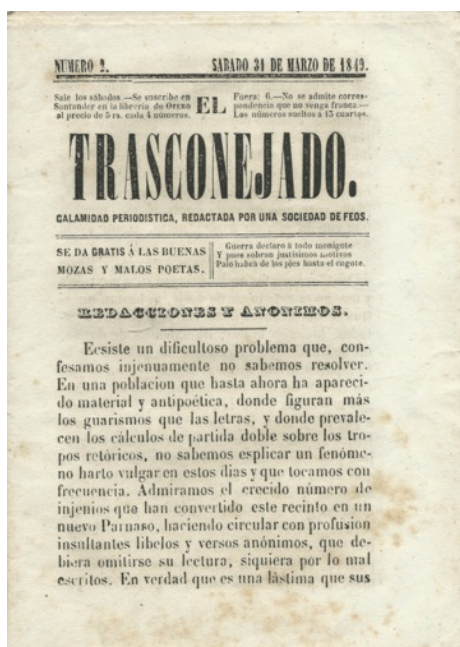 NUMERO 2. SABADO 31 DE MARZO DE 1849.
Sale los sábados.—Se suscribe en
Santander en la librería de Oreno
al precio de 5 rs. cada 4 números.
EL
Fuera: 6.—No se admite corres-
pondencia que no venga franca.—
Los números sueltos á 15 cuartos.
TRASCONEJADO.
CALAMIDAD PERIODISTICA, REDACTADA POR UNA SOCIEDAD DE FEOS.
SE DA GRATIS Á LAS BUENAS
MOZAS Y MALOS POETAS.
Guerra declaro á todo monigote
Y pues sobran justísimos motivos
Palo habrá de los pies hasta el cogote.
REDACCIONES Y ANONIMOS.
Ecsiste un dificultoso problema que, con-
fesamos injenuamente no sabemos resolver.
En una poblacion que hasta ahora ha apareci-
do material y antipoética, donde figuran más
los guarismos que las letras, y donde prevale-
cen los cálculos de partida doble sobre los tro-
pos retóricos, no sabemos esplicar un fenóme-
no harto vulgar en estos dias y que tocamos con
frecuencia. Admiramos el crecido número de
injenios que han convertido este recinto en un
nuevo Parnaso, haciendo circular con profusion
insultantes libelos y versos anónimos, que de-
biera omitirse su lectura, siquiera por lo mal
escritos. En verdad que es una lástima que sus